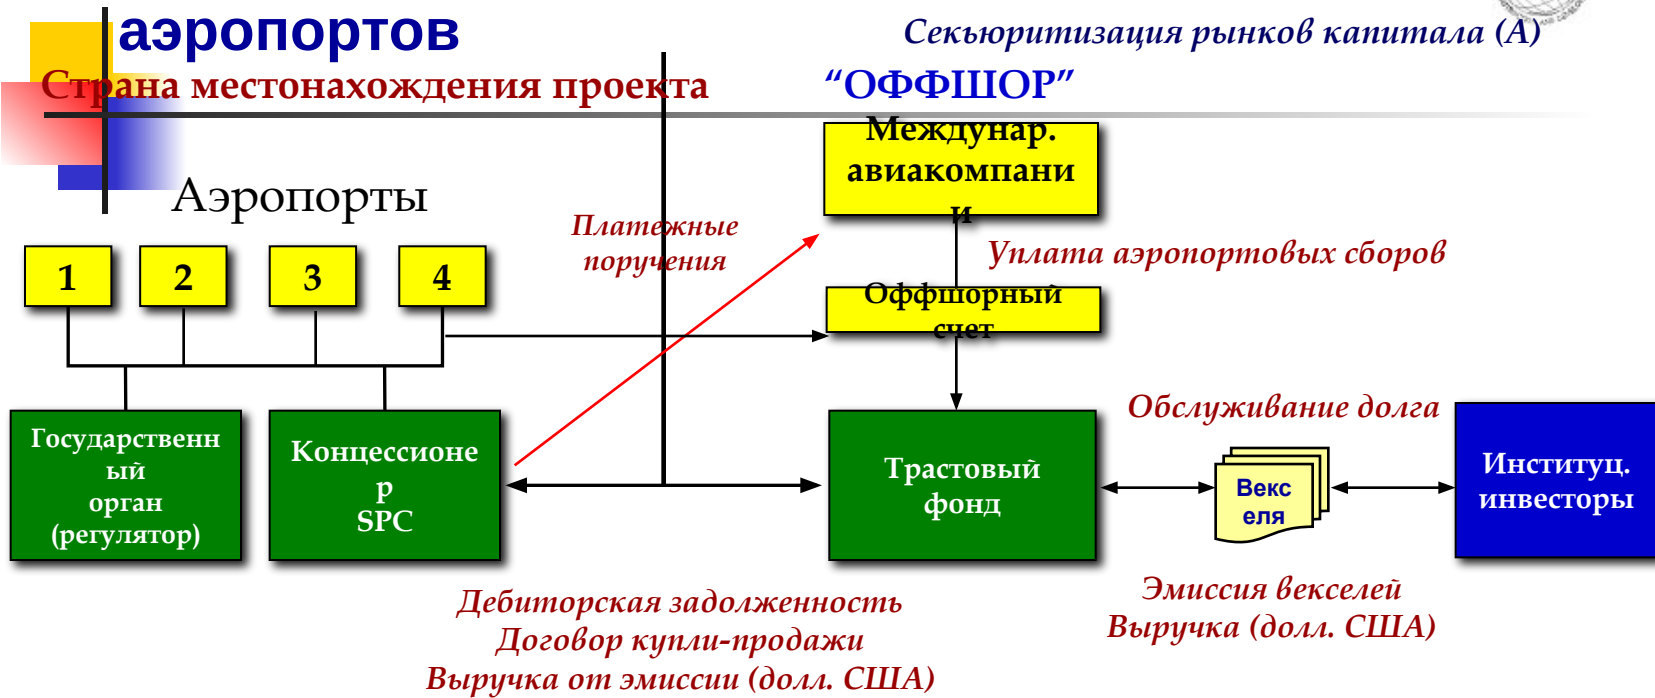 аэропортов
Секьюритизация рынков капитала (А)
Страна местонахождения проекта
“ОФФШОР”
Междунар.
авиакомпани
и
Аэропорты
Платежные
поручения
Уплата аэропортовых сборов
1
2
3
4
Оффшорный
счет
Обслуживание долга
Государственн
ый
орган
(регулятор)
Концессионе
р
SPC
Трастовый
фонд
Векс
еля
Институц.
инвесторы
Дебиторская задолженность
Договор купли-продажи
Выручка от эмиссии (долл. США)
Эмиссия векселей
Выручка (долл. США)